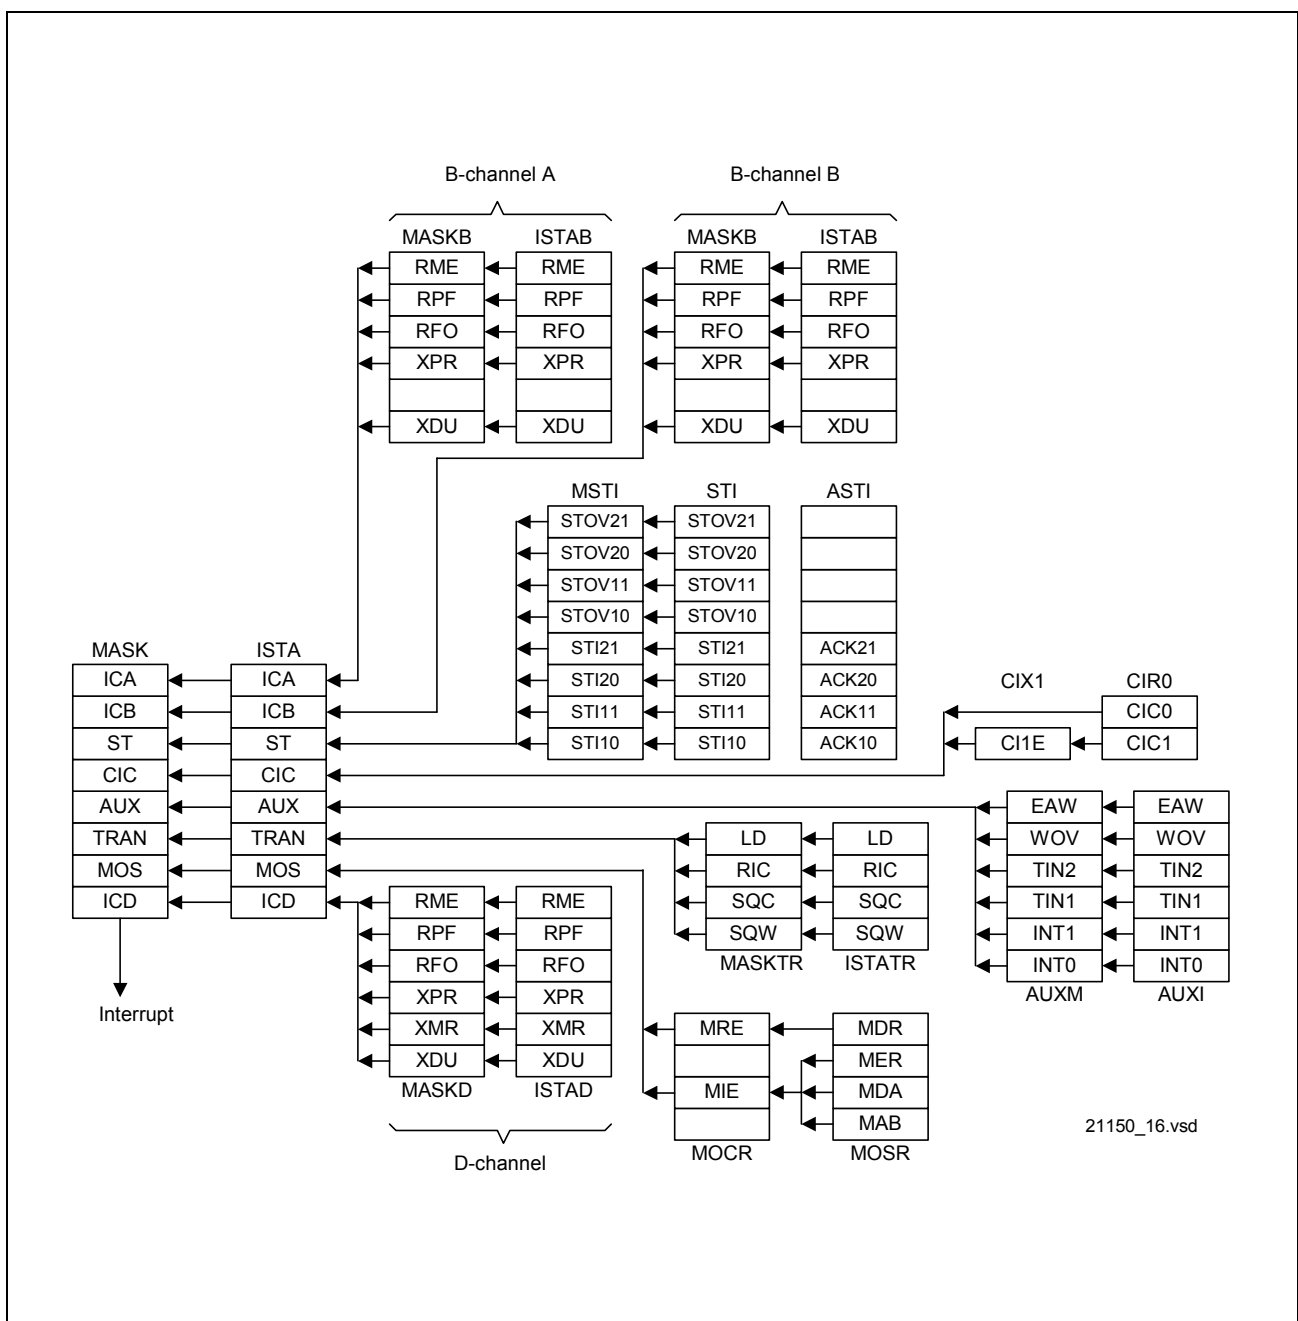 B-channel A B-channel B
MASKB ISTAB MASKB ISTAB
RME RME RME RME
RPF RPF RPF RPF
RFO RFO RFO RFO
XPR XPR XPR XPR
XDU XDU XDU XDU
MSTI STI ASTI
STOV21 STOV21
STOV20 STOV20
STOV11 STOV11
STOV10 STOV10
MASK ISTA STI21 STI21 ACK21
ICA ICA STI20 STI20 ACK20 CIX1 CIR0
ICB ICB STI11 STI11 ACK11 CIC0
ST ST STI10 STI10 ACK10 CI1E CIC1
CIC CIC
AUX AUX EAW EAW
TRAN TRAN LD LD WOV WOV
MOS MOS RIC RIC TIN2 TIN2
ICD ICD RME RME SQC SQC TIN1 TIN1
RPF RPF SQW SQW INT1 INT1
RFO RFO MASKTR ISTATR INT0 INT0
XPR XPR AUXM AUXI
Interrupt XMR XMR MRE MDR
XDU XDU MER
MASKD ISTAD MIE MDA
MAB 21150_16.vsd
D-channel MOCR MOSR